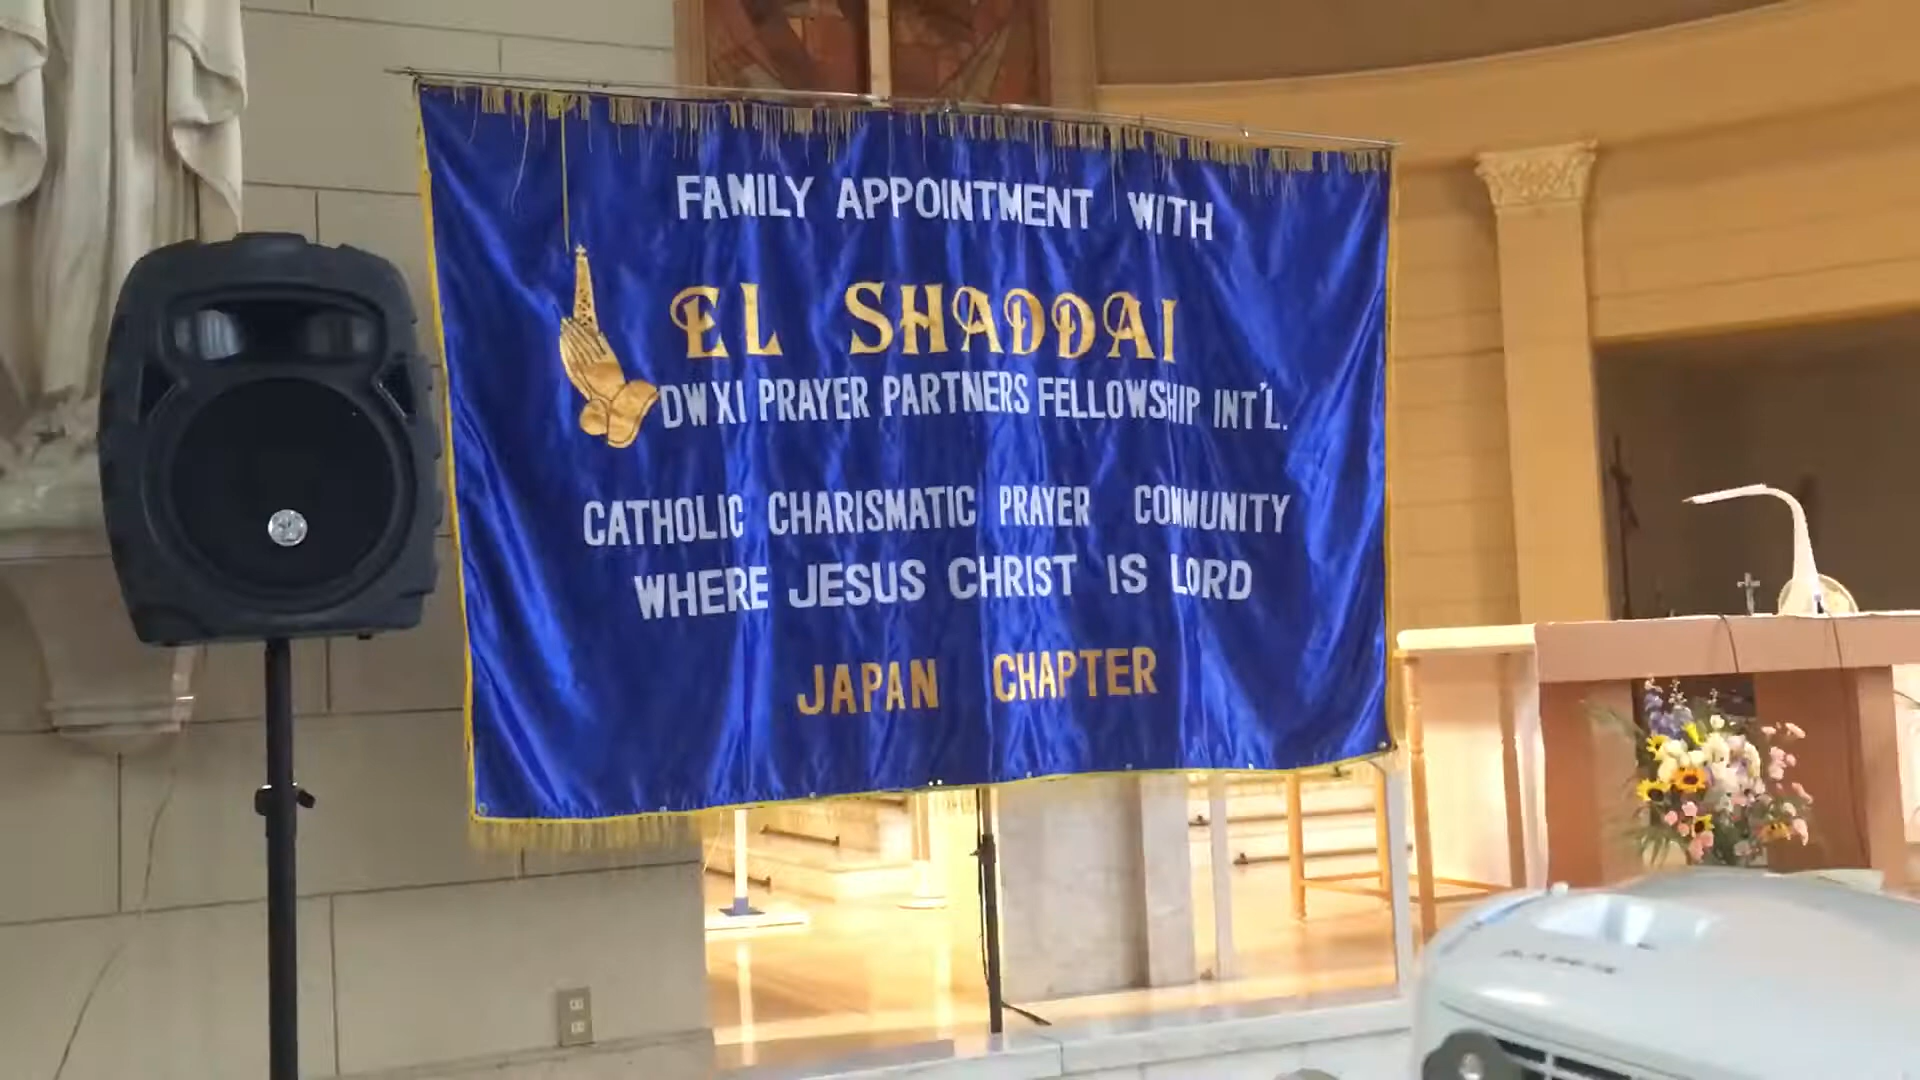 FAMILY APPOINTMENT WITH
EL SHADDAI
DWXI PRAYER PARTNERS FELLOWSHIP INT'L.
CATHOLIC CHARISMATIC PRAYER COMMUNITY
WHERE JESUS CHRIST IS LORD
JAPAN CHAPTER